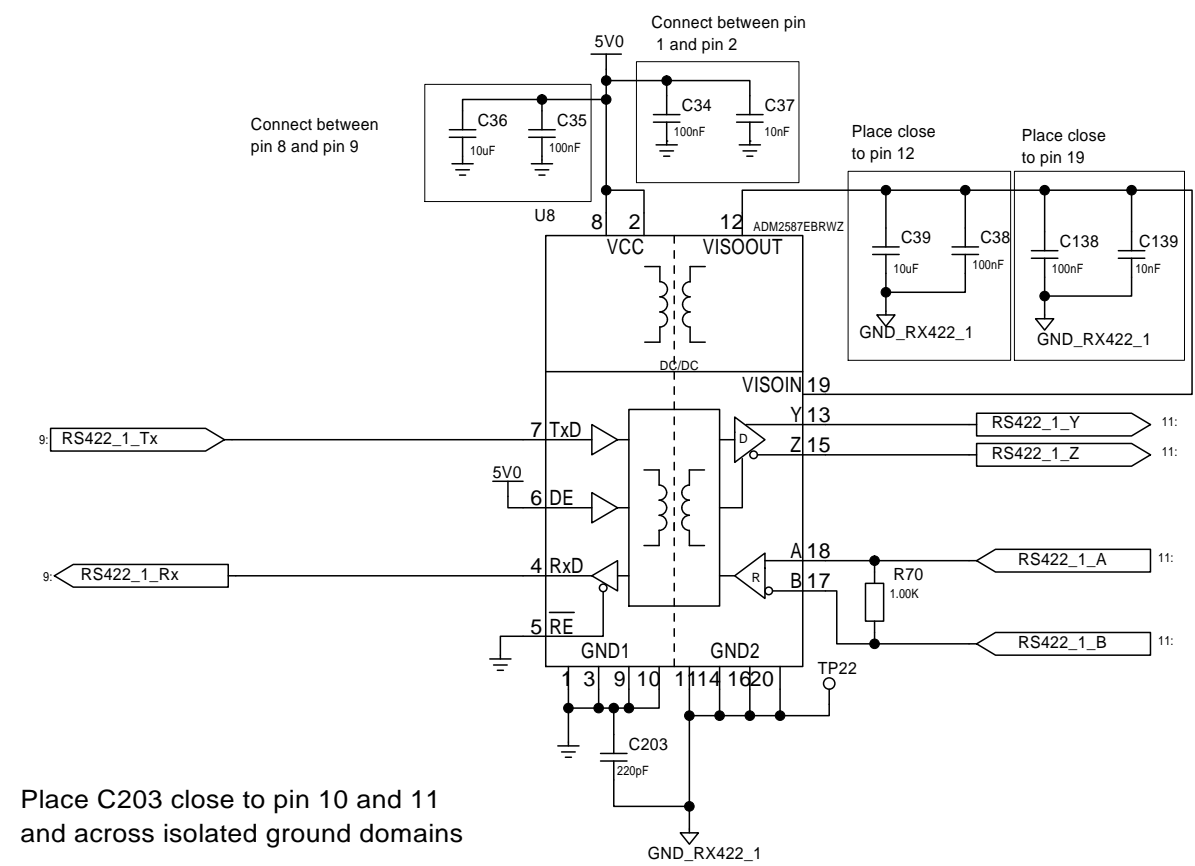 Connect between pin
1 and pin 2
5V0
Connect between
pin 8 and pin 9
C36
10uF
C35
100nF
C34
100nF
C37
10nF
Place close
to pin 12
Place close
to pin 19
C39
10uF
C38
100nF
GND_RX422_1
C138
100nF
C139
10nF
GND_RX422_1
U8
8
2
12
ADM2587EBRWZ
VCC
VISOOUT
DC/DC
VISOIN 19
9:
RS422_1_Tx
7 TxD
D
Y 13
RS422_1_Y
11:
Z 15
RS422_1_Z
11:
5V0
6 DE
9:
RS422_1_Rx
4 RxD
R
A 18
RS422_1_A
11:
B 17
R70
1.00K
RS422_1_B
11:
5 RE
GND1
GND2
1 3 9 10 11 14 16 20
TP22
C203
220pF
GND_RX422_1
Place C203 close to pin 10 and 11
and across isolated ground domains